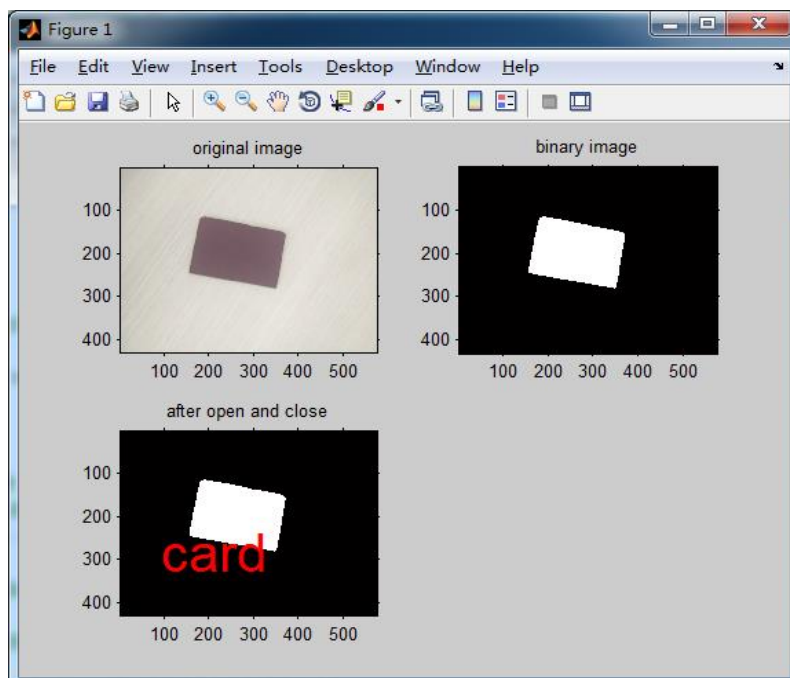 Figure 1
File Edit View Insert Tools Desktop Window Help
original image
100
200
300
400
100 200 300 400 500
binary image
100
200
300
400
100 200 300 400 500
after open and close
100
200
300
400
card
100 200 300 400 500